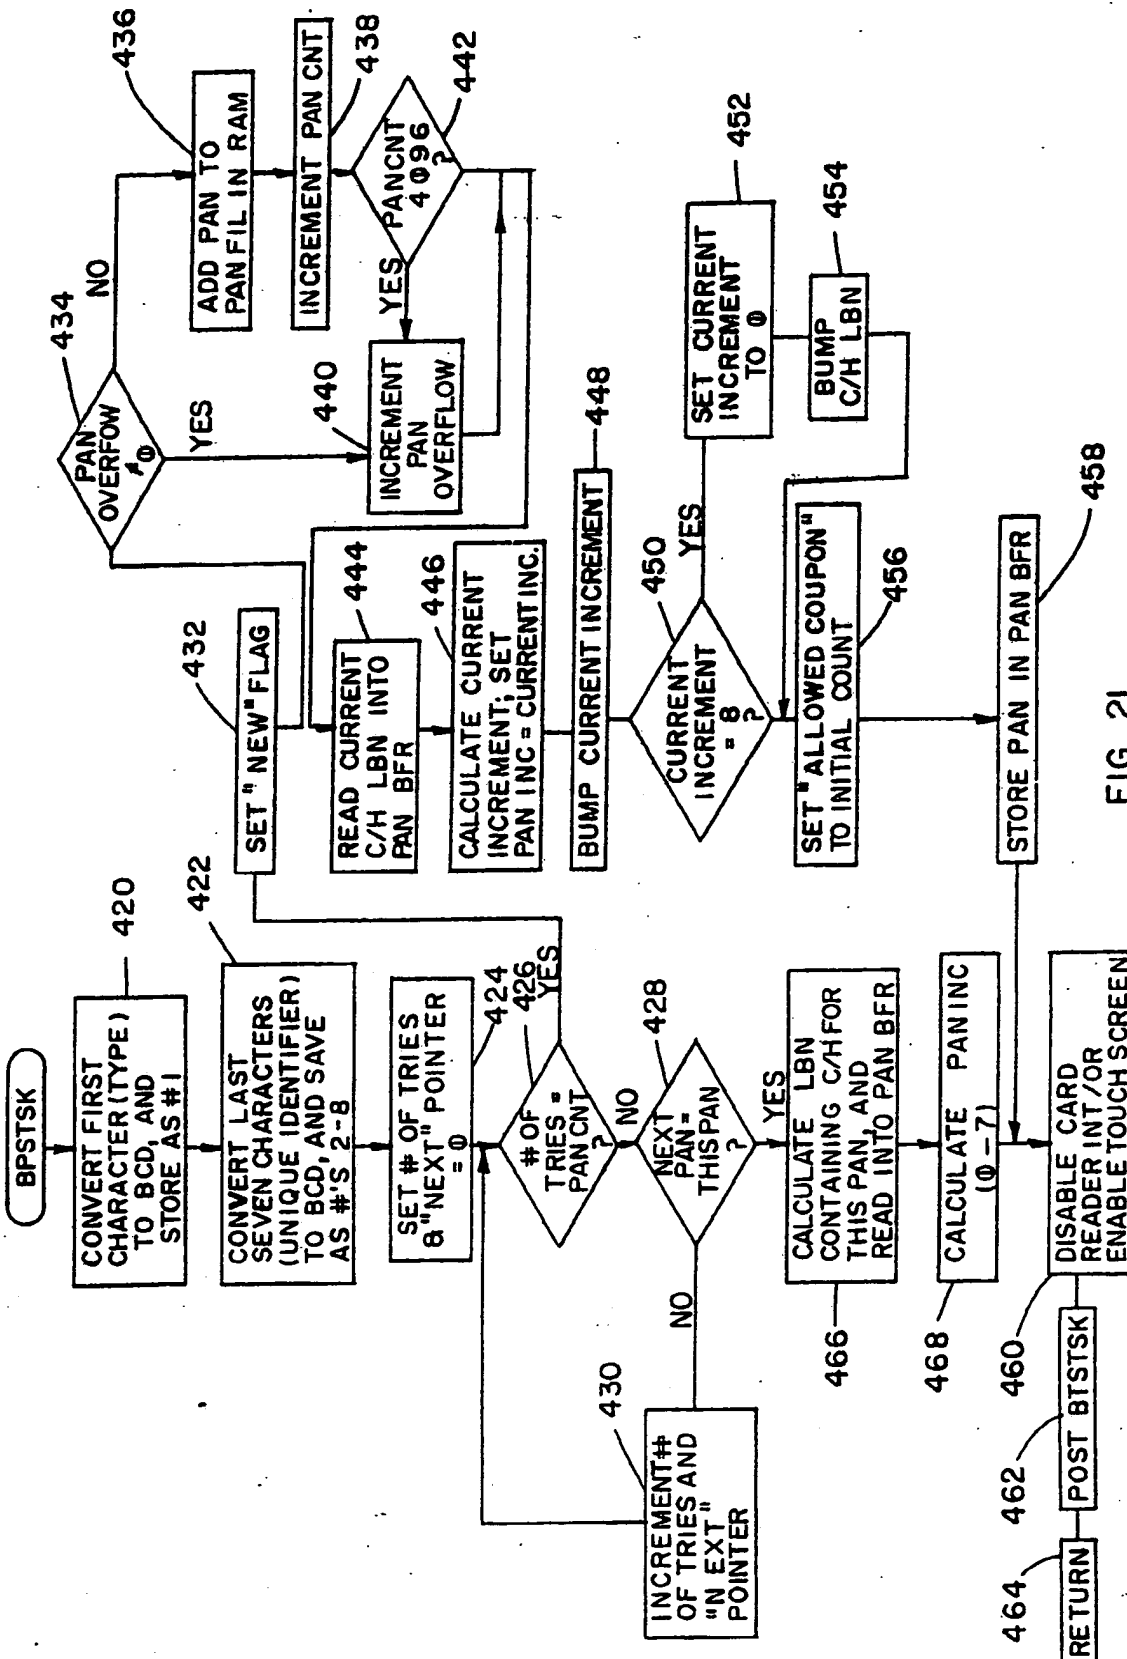 BPSTSK
CONVERT FIRST
CHARACTER (TYPE)
TO BCD, AND
STORE AS #1
420
CONVERT LAST
SEVEN CHARACTERS
(UNIQUE IDENTIFIER)
TO BCD, AND SAVE
AS #'S 2-8
422
SET # OF TRIES
& "NEXT" POINTER
= 0
424
# OF
TRIES =
PAN CNT
?
426
YES
NO
NEXT
PAN=
THIS PAN
?
428
NO
YES
INCREMENT #
OF TRIES AND
"N EXT"
POINTER
430
SET "NEW" FLAG
432
PAN
OVERFOW
≠0
434
NO
YES
ADD PAN TO
PANFIL IN RAM
436
INCREMENT PAN CNT
438
PANCNT
4096
?
442
YES
INCREMENT
PAN
OVERFLOW
440
READ CURRENT
C/H LBN INTO
PAN BFR
444
CALCULATE CURRENT
INCREMENT; SET
PAN INC = CURRENT INC.
446
BUMP CURRENT INCREMENT
448
CURRENT
INCREMENT
= 8
?
450
YES
SET CURRENT
INCREMENT
TO 0
452
BUMP
C/H LBN
454
SET "ALLOWED COUPON"
TO INITIAL COUNT
456
STORE PAN IN PAN BFR
458
CALCULATE LBN
CONTAINING C/H FOR
THIS PAN, AND
READ INTO PAN BFR
466
CALCULATE PANINC
(0-7)
468
DISABLE CARD
READER INT/OR
ENABLE TOUCH SCREEN
460
POST BTSTSK
462
RETURN
464
FIG. 21